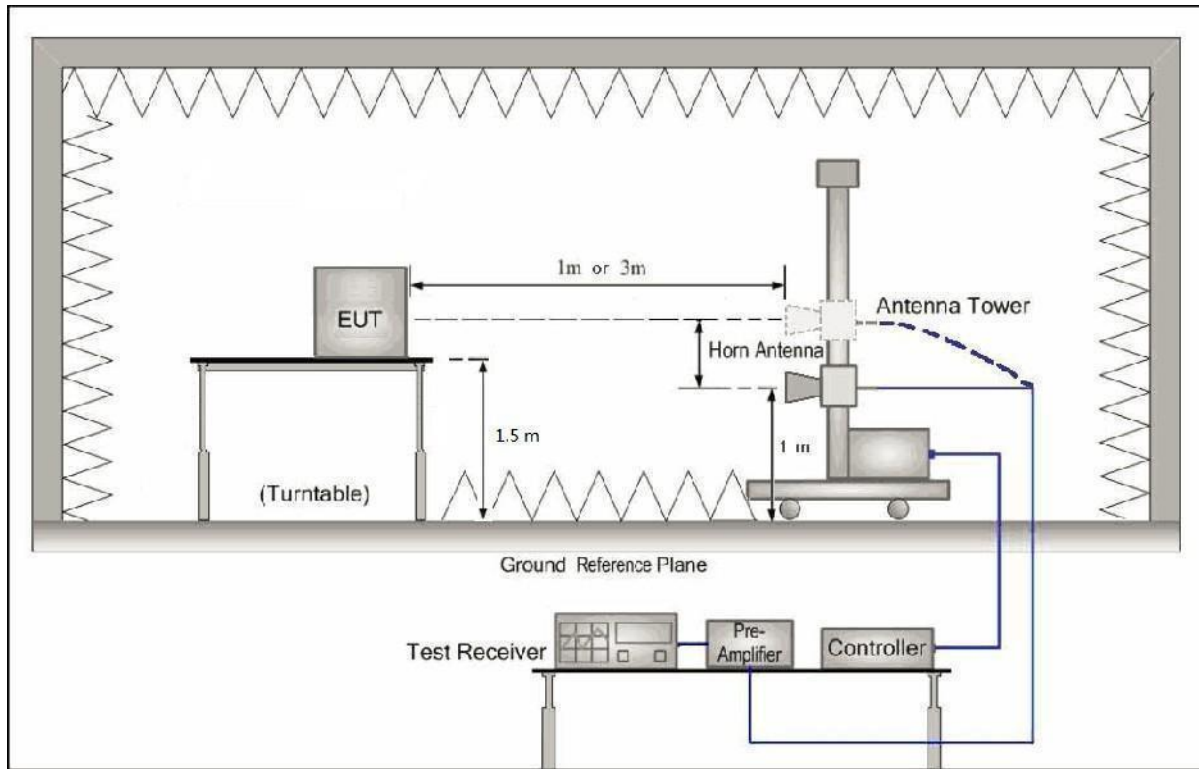 1m or 3m
EUT
Antenna Tower
Horn Antenna
1.5 m
1 m
(Turntable)
Ground Reference Plane
Test Receiver
Pre-
Amplifier
Controller